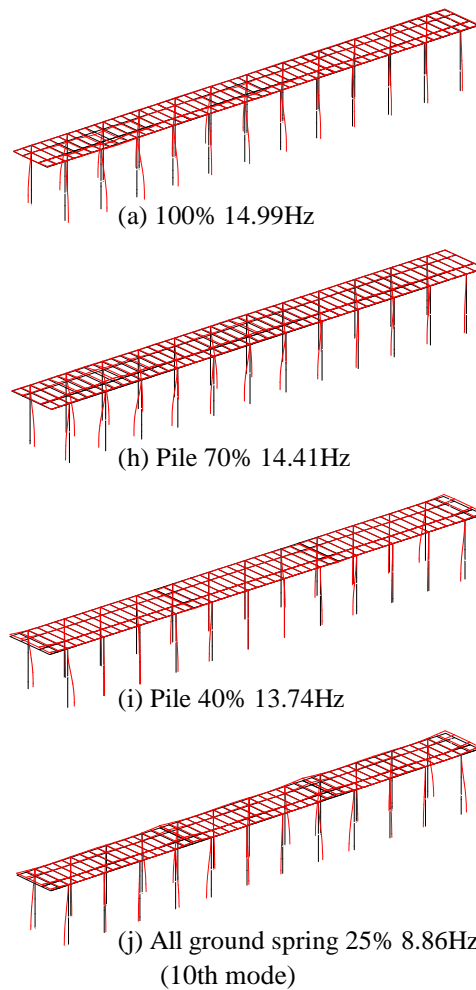 (a) 100% 14.99Hz
(h) Pile 70% 14.41Hz
(i) Pile 40% 13.74Hz
(j) All ground spring 25% 8.86Hz
(10th mode)